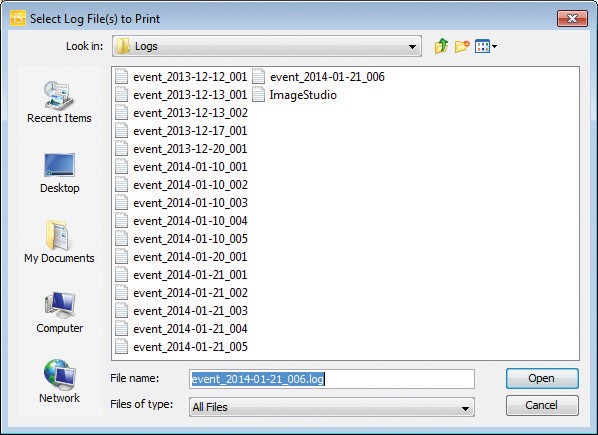 iS
Select Log File(s) to Print
Look in: Logs
Recent Items
Desktop
My Documents
Computer
Network
event_2013-12-12_001
event_2013-12-13_001
event_2013-12-13_002
event_2013-12-17_001
event_2013-12-20_001
event_2014-01-10_001
event_2014-01-10_002
event_2014-01-10_003
event_2014-01-10_004
event_2014-01-10_005
event_2014-01-20_001
event_2014-01-21_001
event_2014-01-21_002
event_2014-01-21_003
event_2014-01-21_004
event_2014-01-21_005
event_2014-01-21_006
ImageStudio
File name: event_2014-01-21_006.log Open
Files of type: All Files Cancel